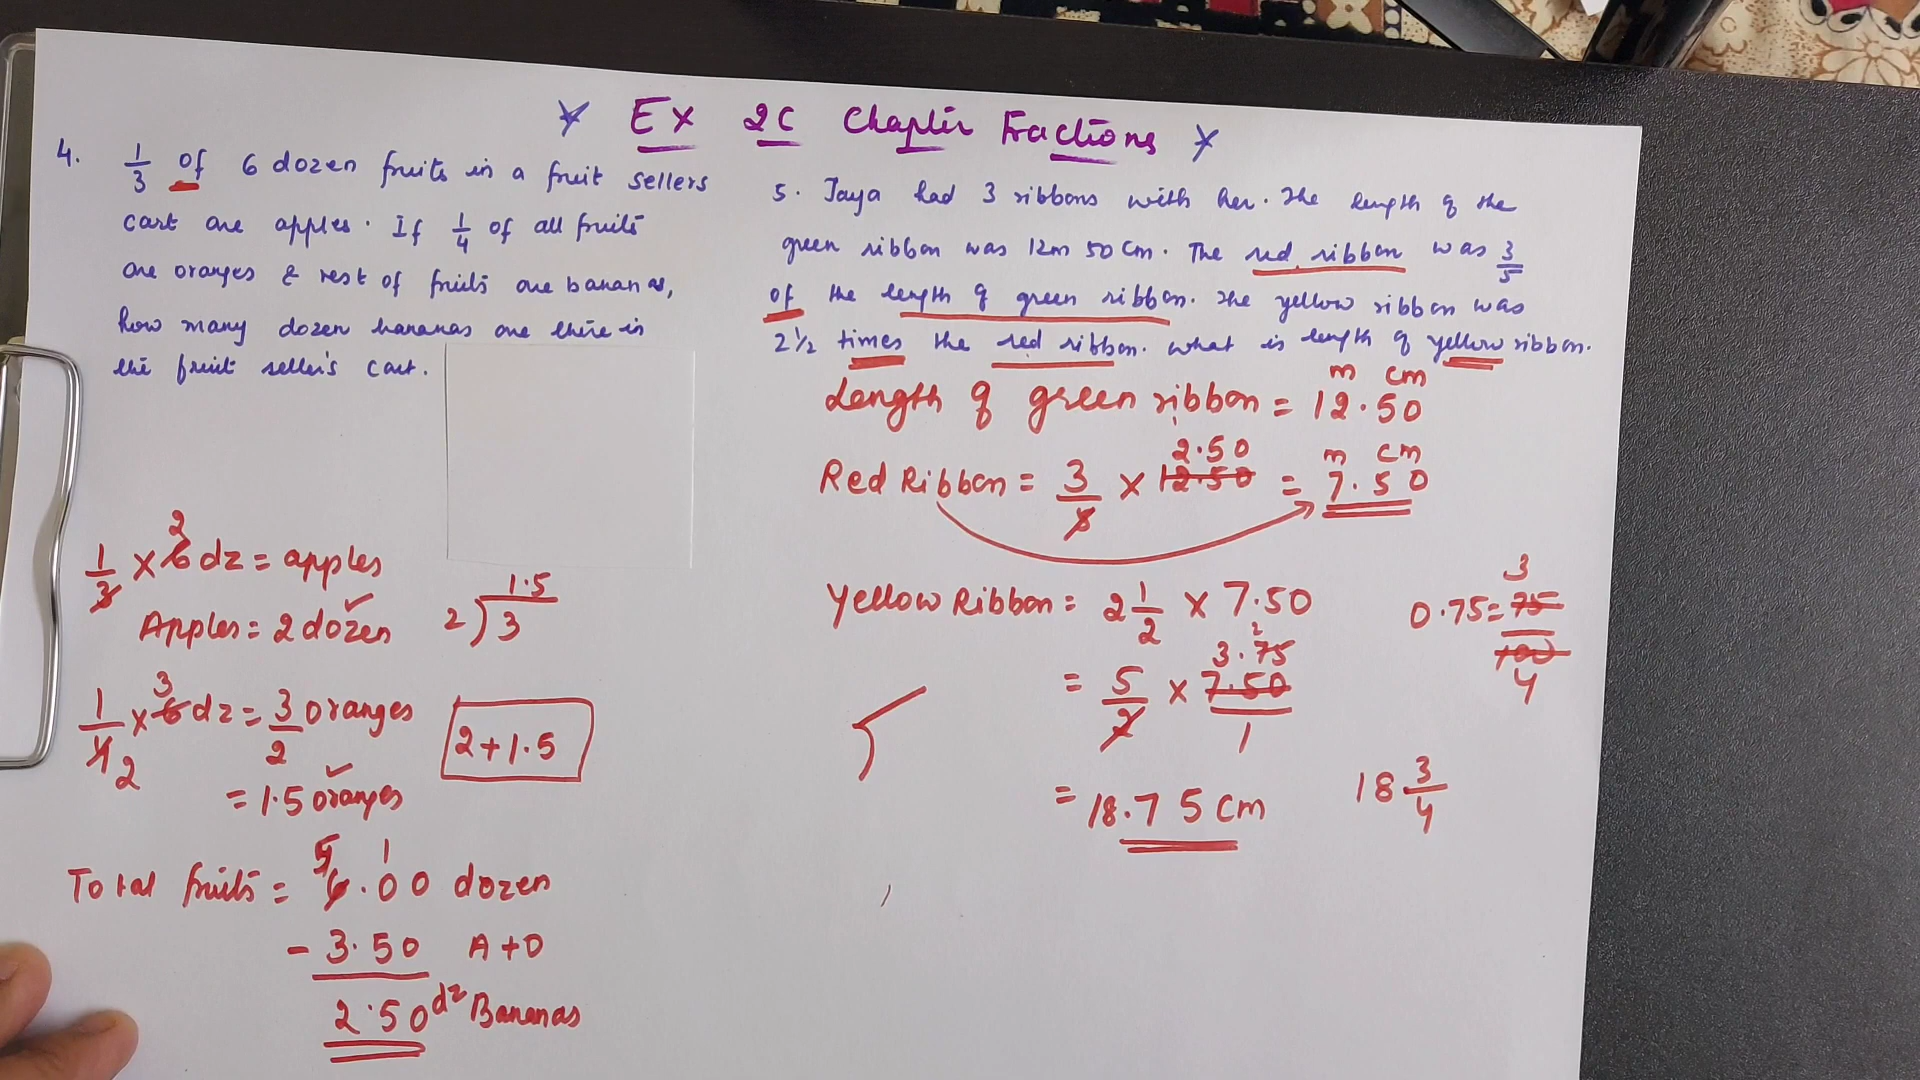 Ex 2C Chapter Fractions
4. 1/3 of 6 dozen fruits in a fruit sellers
cart are apples. If 1/4 of all fruits
are oranges & rest of fruits are bananas,
how many dozen bananas are there in
the fruit seller's cart.
1/3 × 6 2 dz = apples
Apples = 2 dozen
1.5
2)3
1/4 2 × 6 3 dz = 3/2 oranges
2+1.5
= 1.5 oranges
Total fruits = 6 5.100 dozen
- 3.50 A+O
2.50 dz Bananas
5. Jaya had 3 ribbons with her. The length of the
green ribbon was 12m 50 cm. The red ribbon was 3/5
of the length of green ribbon. The yellow ribbon was
2 1/2 times the red ribbon. What is length of yellow ribbon.
m cm
Length of green ribbon = 12.50
2.50 m cm
Red Ribbon = 3/5 × 12.50 = 7.50
Yellow Ribbon = 2 1/2 × 7.50
0.75 = 75/100 3 4
2
3.75
= 5/2 × 7.50/1
= 18.75 cm
18 3/4